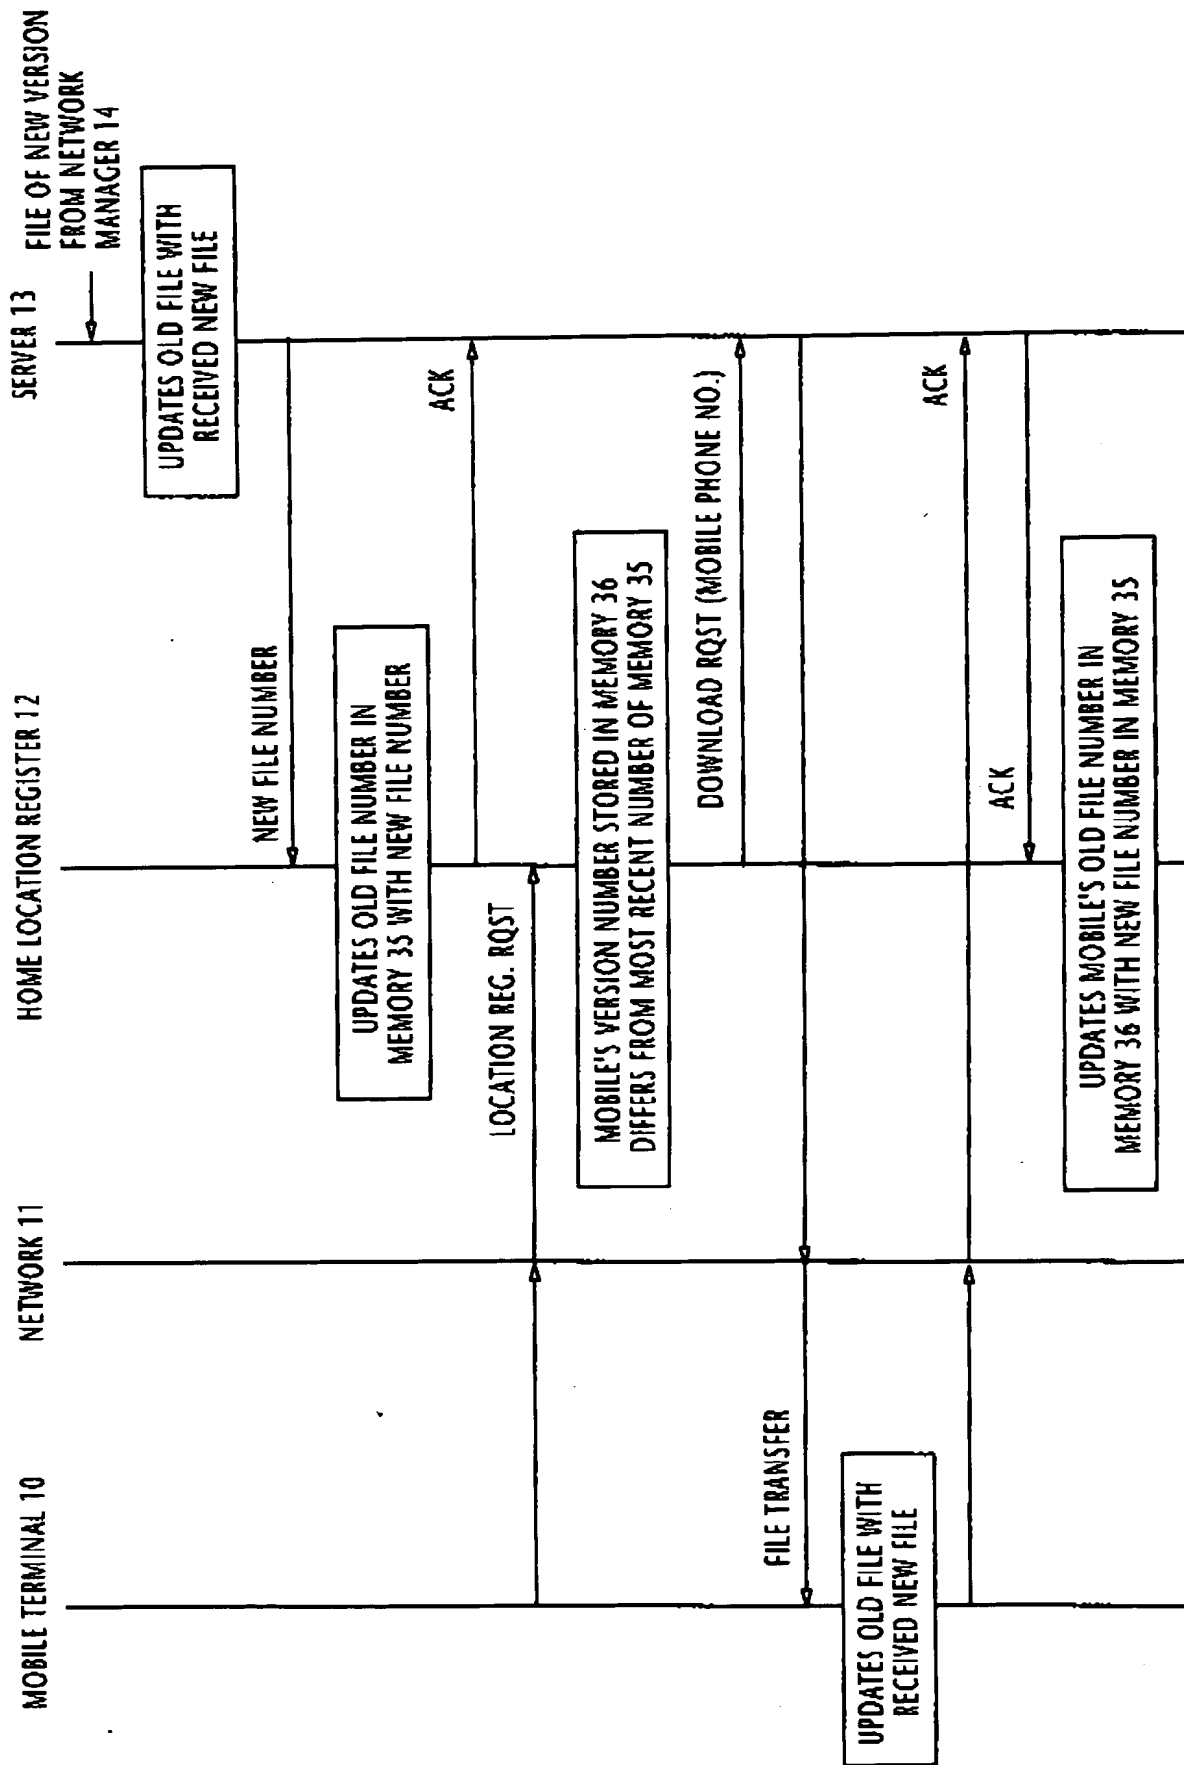 MOBILE TERMINAL 10
NETWORK 11
HOME LOCATION REGISTER 12
SERVER 13
FILE OF NEW VERSION
FROM NETWORK
MANAGER 14
UPDATES OLD FILE WITH
RECEIVED NEW FILE
NEW FILE NUMBER
UPDATES OLD FILE NUMBER IN
MEMORY 35 WITH NEW FILE NUMBER
ACK
LOCATION REG. RQST
MOBILE'S VERSION NUMBER STORED IN MEMORY 36
DIFFERS FROM MOST RECENT NUMBER OF MEMORY 35
DOWNLOAD RQST (MOBILE PHONE NO.)
FILE TRANSFER
UPDATES OLD FILE WITH
RECEIVED NEW FILE
ACK
ACK
UPDATES MOBILE'S OLD FILE NUMBER IN
MEMORY 36 WITH NEW FILE NUMBER IN MEMORY 35